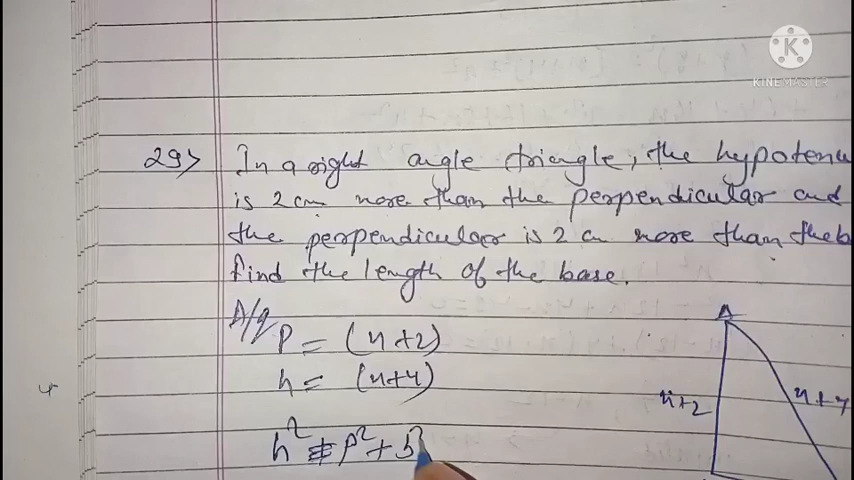 KINEMASTER
29> In a right angle triangle, the hypotenu
is 2 cm more than the perpendicular and
the perpendicular is 2 cm more than the b
find the length of the base.
A/q P = (x+2)
h = (x+4)
h² = p² + b²
A
x+2
x+4